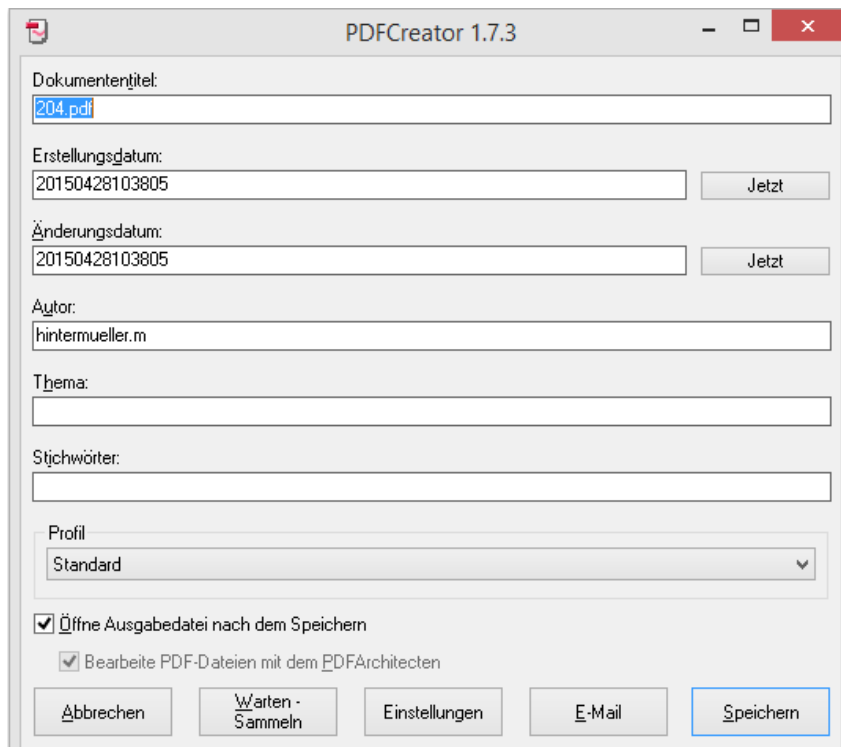 PDFCreator 1.7.3
Dokumententitel:
204.pdf
Erstellungsdatum:
20150428103805
Jetzt
Änderungsdatum:
20150428103805
Jetzt
Autor:
hintermueller.m
Thema:
Stichwörter:
Profil
Standard
Öffne Ausgabedatei nach dem Speichern
Bearbeite PDF-Dateien mit dem PDFArchitecten
Abbrechen
Warten -
Sammeln
Einstellungen
E-Mail
Speichern